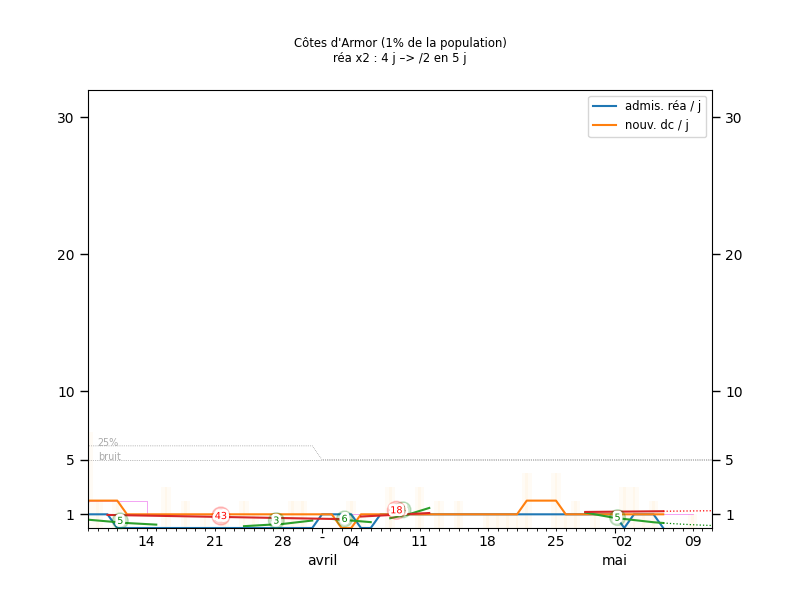 Côtes d'Armor (1% de la population)
réa x2 : 4 j –> /2 en 5 j
admis. réa / j
nouv. dc / j
30 30
20 20
10 10
25%
bruit
5 5
1 1
5 43 3 6 18 5
14 21 28 - 04 11 18 25 - 02 09
avril mai